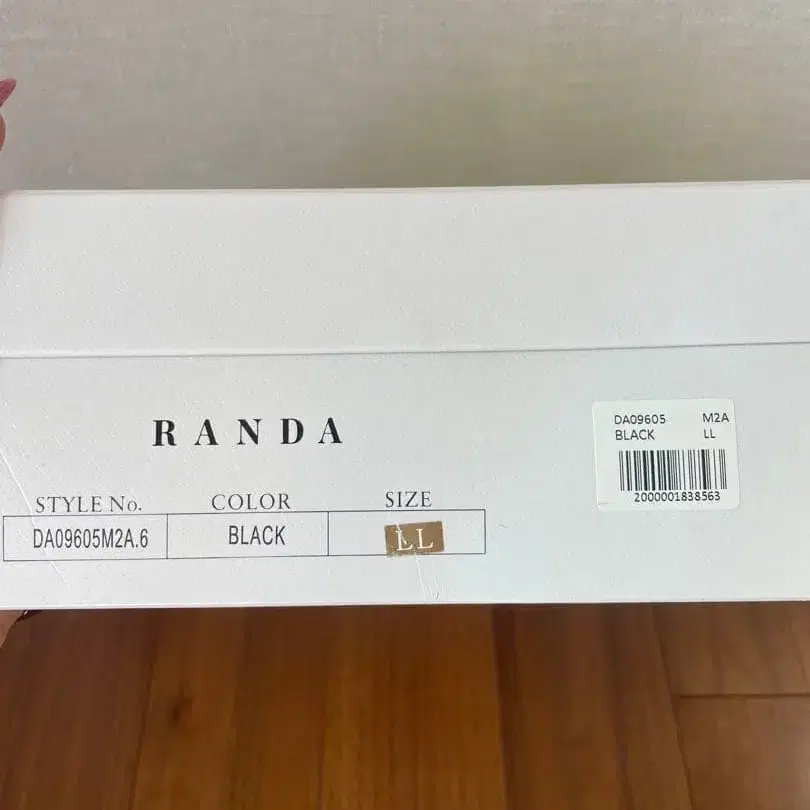 RANDA
STYLE No. COLOR SIZE
DA09605M2A.6 BLACK LL
DA09605 M2A
BLACK LL
2000001838563